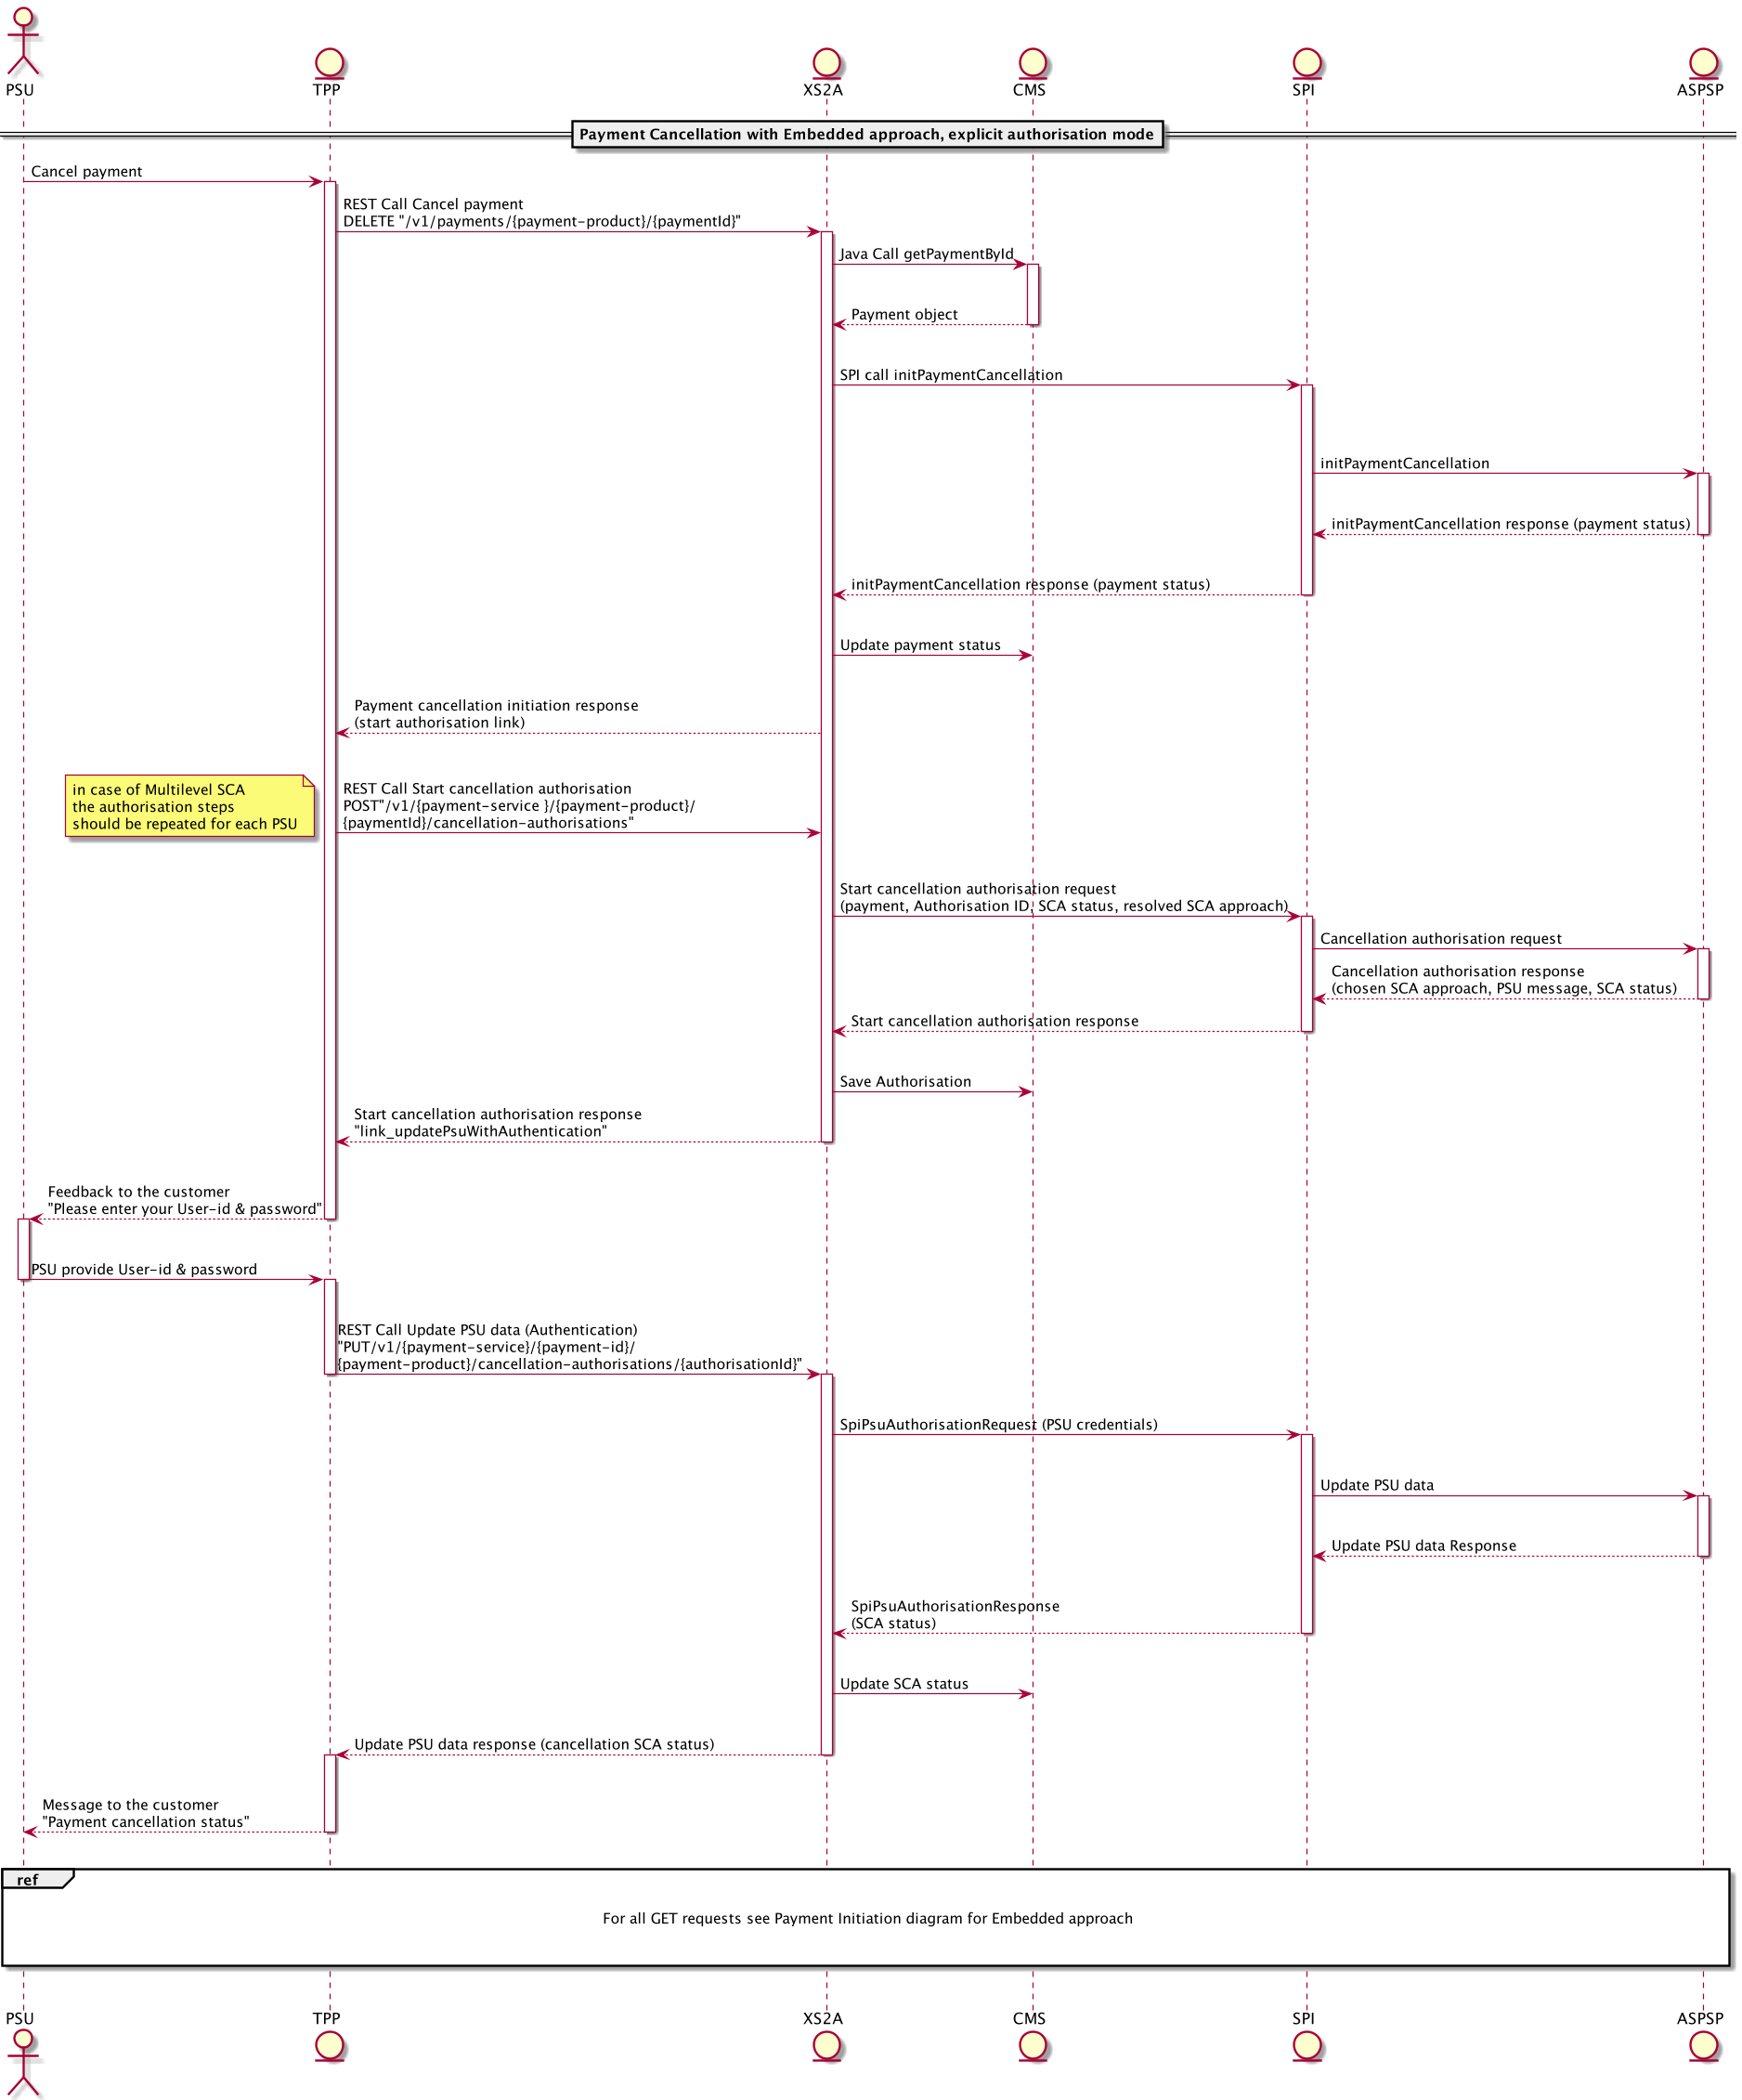 PSU
TPP
XS2A
CMS
SPI
ASPSP
Payment Cancellation with Embedded approach, explicit authorisation mode
Cancel payment
REST Call Cancel payment
DELETE "/v1/payments/{payment-product}/{paymentId}"
Java Call getPaymentById
Payment object
SPI call initPaymentCancellation
initPaymentCancellation
initPaymentCancellation response (payment status)
initPaymentCancellation response (payment status)
Update payment status
Payment cancellation initiation response
(start authorisation link)
in case of Multilevel SCA
the authorisation steps
should be repeated for each PSU
REST Call Start cancellation authorisation
POST"/v1/{payment-service }/{payment-product}/
{paymentId}/cancellation-authorisations"
Start cancellation authorisation request
(payment, Authorisation ID, SCA status, resolved SCA approach)
Cancellation authorisation request
Cancellation authorisation response
(chosen SCA approach, PSU message, SCA status)
Start cancellation authorisation response
Save Authorisation
Start cancellation authorisation response
"link_updatePsuWithAuthentication"
Feedback to the customer
"Please enter your User-id & password"
PSU provide User-id & password
REST Call Update PSU data (Authentication)
"PUT/v1/{payment-service}/{payment-id}/
{payment-product}/cancellation-authorisations/{authorisationId}"
SpiPsuAuthorisationRequest (PSU credentials)
Update PSU data
Update PSU data Response
SpiPsuAuthorisationResponse
(SCA status)
Update SCA status
Update PSU data response (cancellation SCA status)
Message to the customer
"Payment cancellation status"
ref
For all GET requests see Payment Initiation diagram for Embedded approach
PSU
TPP
XS2A
CMS
SPI
ASPSP